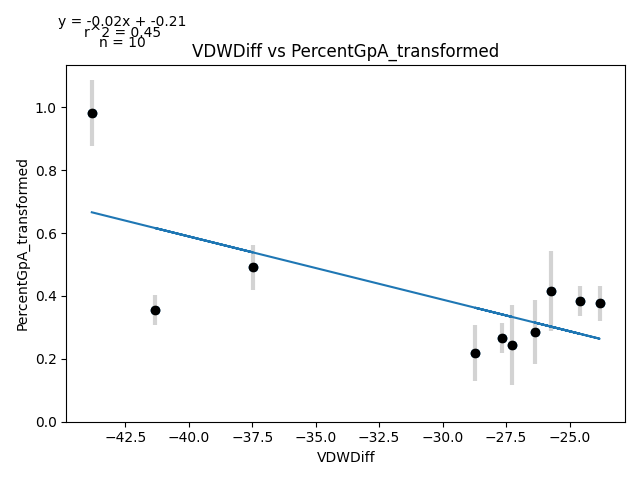 y = -0.02x + -0.21
r^2 = 0.45
n = 10
VDWDiff vs PercentGpA_transformed
1.0
0.8
0.6
0.4
0.2
0.0
PercentGpA_transformed
−42.5 −40.0 −37.5 −35.0 −32.5 −30.0 −27.5 −25.0
VDWDiff